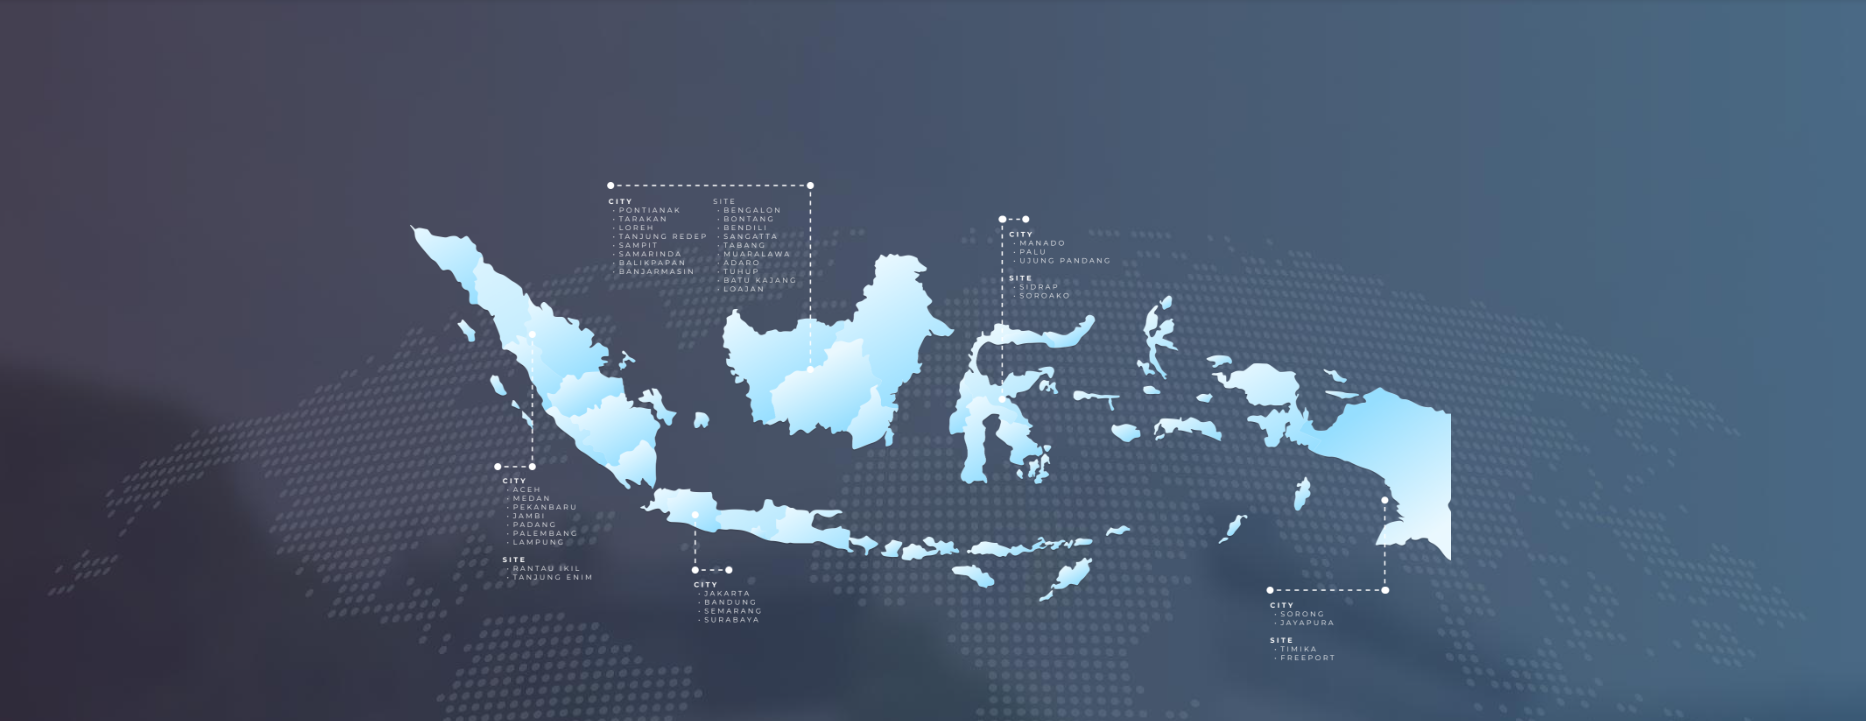 CITY
· PONTIANAK
· TARAKAN
· LOREH
· TANJUNG REDEP
· SAMPIT
· SAMARINDA
· BALIKPAPAN
· BANJARMASIN
SITE
· BENGALON
· BONTANG
· BENDILI
· SANGATTA
· TABANG
· MUARALAWA
· ADARO
· TUHUP
· BATU KAJANG
· LOAJAN
CITY
· MANADO
· PALU
· UJUNG PANDANG
SITE
· SIDRAP
· SOROAKO
CITY
· ACEH
· MEDAN
· PEKANBARU
· JAMBI
· PADANG
· PALEMBANG
· LAMPUNG
SITE
· RANTAU IKIL
· TANJUNG ENIM
CITY
· JAKARTA
· BANDUNG
· SEMARANG
· SURABAYA
CITY
· SORONG
· JAYAPURA
SITE
· TIMIKA
· FREEPORT